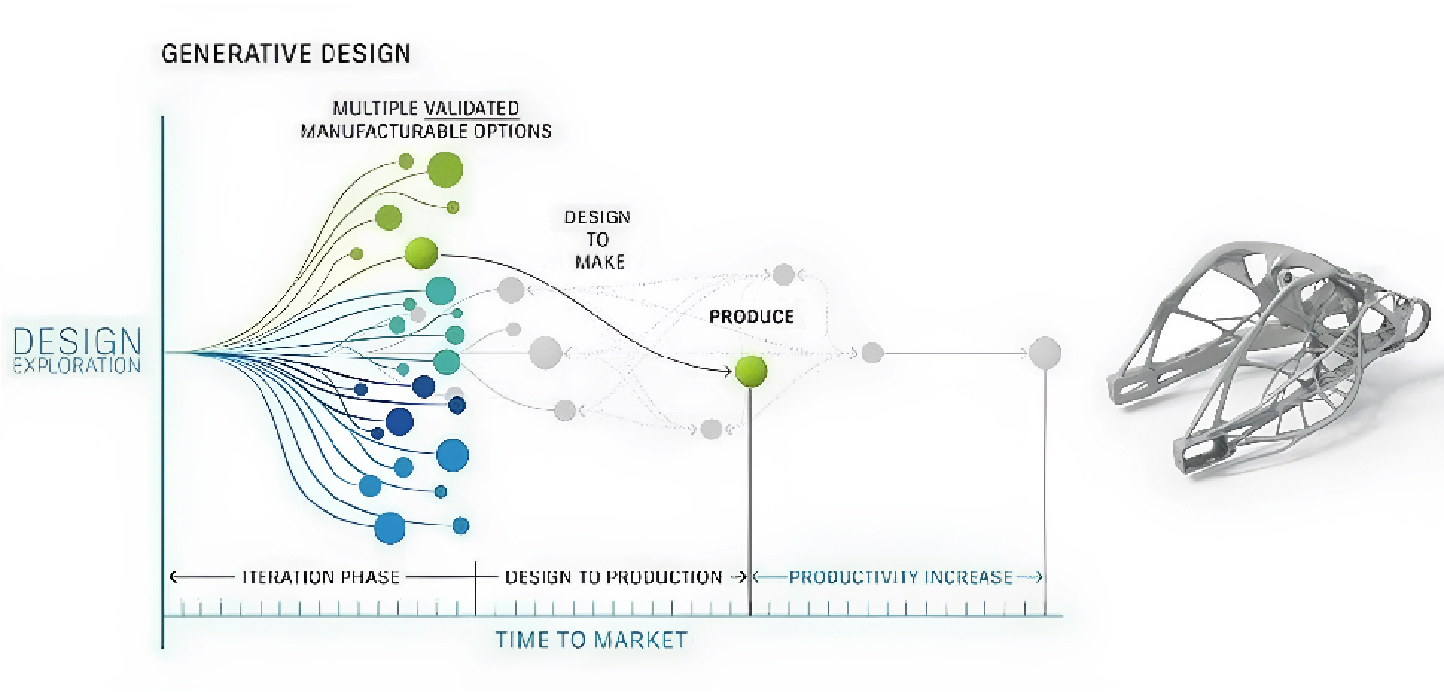 GENERATIVE DESIGN
MULTIPLE VALIDATED
MANUFACTURABLE OPTIONS
DESIGN
TO
MAKE
PRODUCE
DESIGN
EXPLORATION
ITERATION PHASE
DESIGN TO PRODUCTION
PRODUCTIVITY INCREASE
TIME TO MARKET